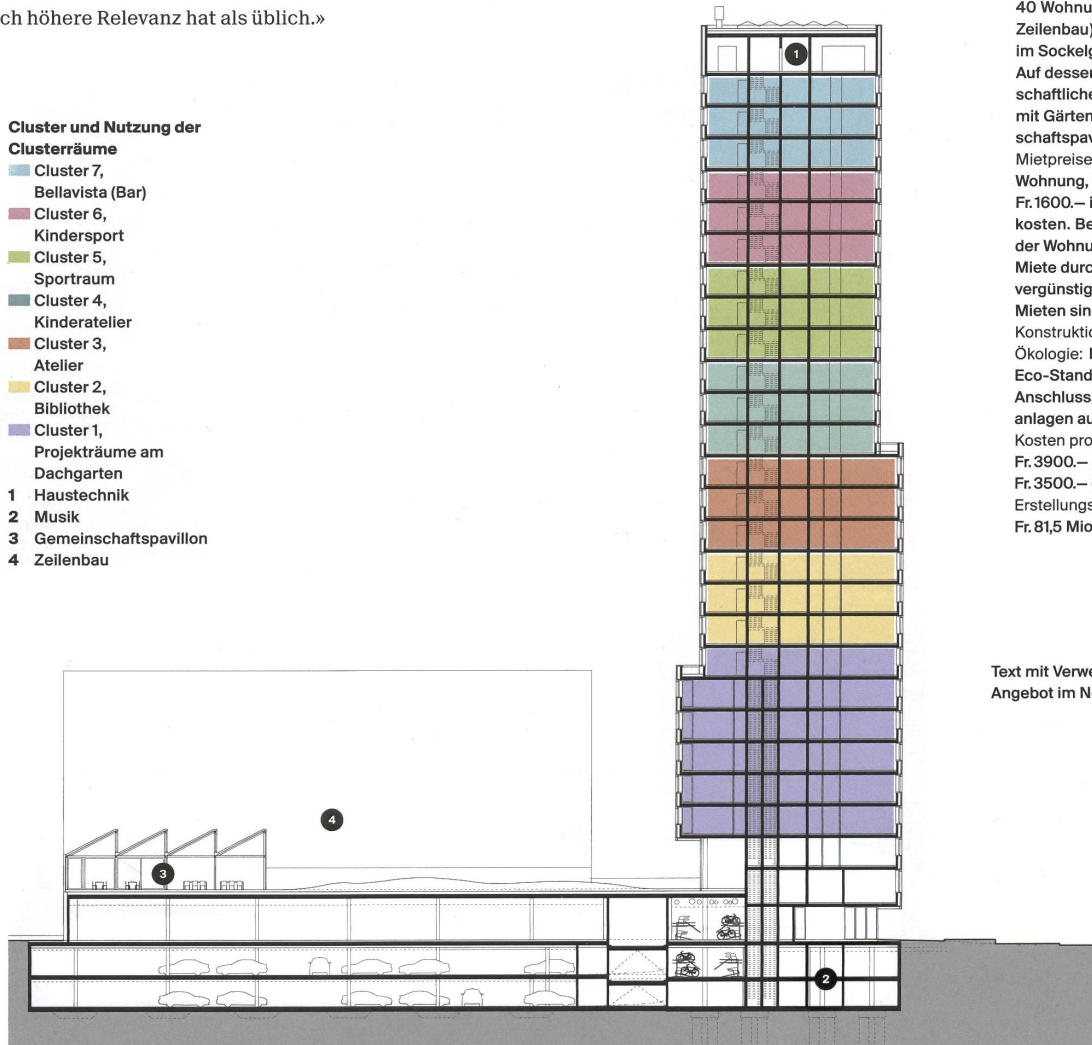 ch höhere Relevanz hat als üblich.»
Cluster und Nutzung der
Clusterräume
Cluster 7,
Bellavista (Bar)
Cluster 6,
Kindersport
Cluster 5,
Sportraum
Cluster 4,
Kinderatelier
Cluster 3,
Atelier
Cluster 2,
Bibliothek
Cluster 1,
Projekträume am
Dachgarten
1 Haustechnik
2 Musik
3 Gemeinschaftspavillon
4 Zeilenbau
1
4
3
2
40 Wohnu
Zeilenbau)
im Sockelg
Auf desser
schaftliche
mit Gärten
schaftspav
Mietpreise
Wohnung,
Fr. 1600.– i
kosten. Be
der Wohnu
Miete durc
vergünstig
Mieten sin
Konstruktio
Ökologie:
Eco-Stand
Anschluss
anlagen au
Kosten pro
Fr. 3900.–
Fr. 3500.–
Erstellungs
Fr. 81,5 Mio
Text mit Verwe
Angebot im N